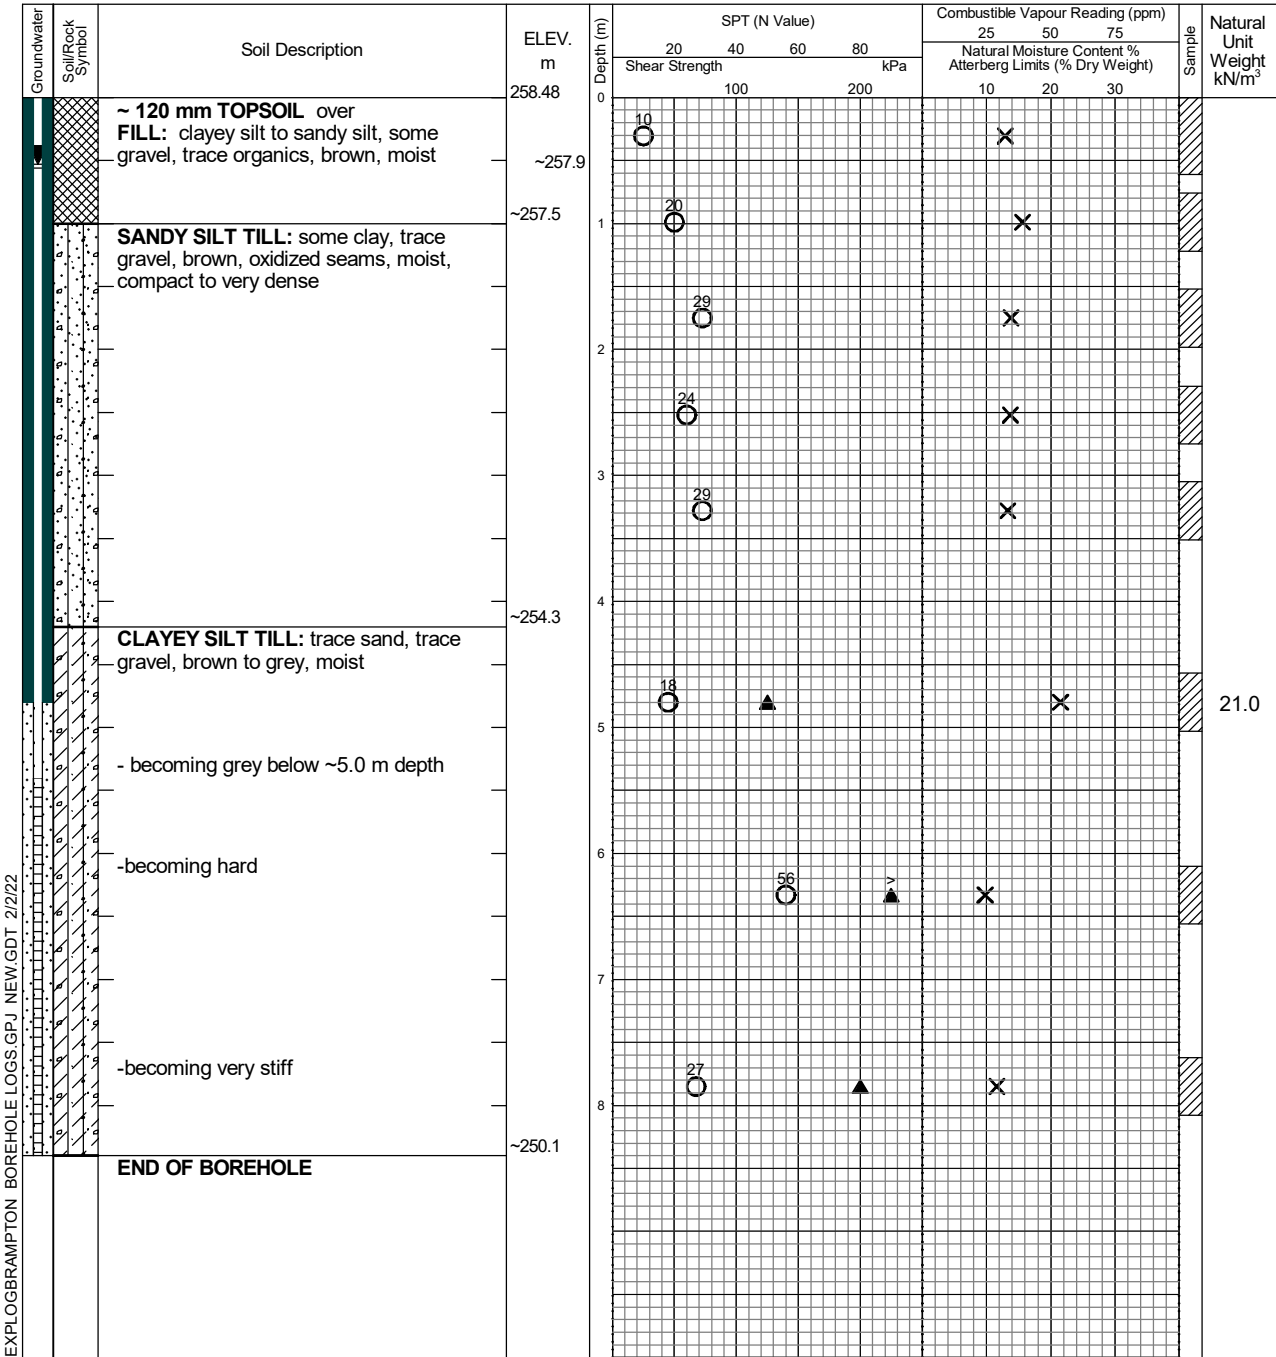 Groundwater
Soil/Rock
Symbol
Soil Description
ELEV.
m
258.48
Depth (m)
0
SPT (N Value)
20 40 60 80
Shear Strength kPa
100 200
Combustible Vapour Reading (ppm)
25 50 75
Natural Moisture Content %
Atterberg Limits (% Dry Weight)
10 20 30
Sample
Natural
Unit
Weight
kN/m³
~ 120 mm TOPSOIL over
FILL: clayey silt to sandy silt, some
gravel, trace organics, brown, moist
~257.9
10
~257.5
20
1
SANDY SILT TILL: some clay, trace
gravel, brown, oxidized seams, moist,
compact to very dense
29
2
24
3
29
4
~254.3
CLAYEY SILT TILL: trace sand, trace
gravel, brown to grey, moist
18
21.0
5
- becoming grey below ~5.0 m depth
6
-becoming hard
56
>
7
-becoming very stiff
27
8
~250.1
END OF BOREHOLE
EXPLOGBRAMPTON BOREHOLE LOGS.GPJ NEW.GDT 2/2/22